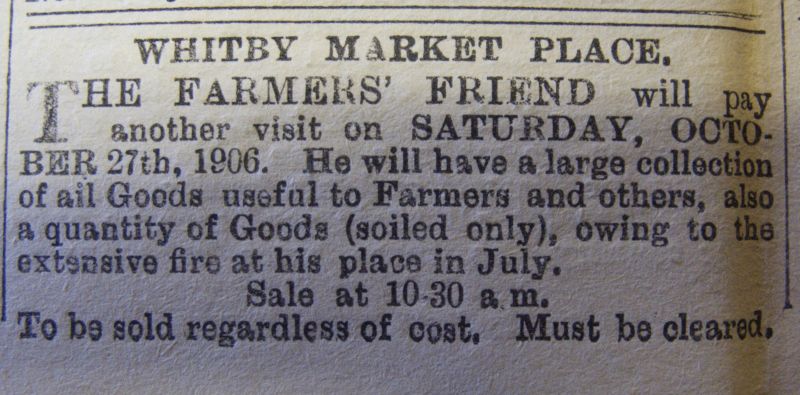 WHITBY MARKET PLACE.
THE FARMERS' FRIEND will pay
another visit on SATURDAY, OCTO-
BER 27th, 1906. He will have a large collection
of all Goods useful to Farmers and others, also
a quantity of Goods (soiled only), owing to the
extensive fire at his place in July.
Sale at 10-30 a.m.
To be sold regardless of cost. Must be cleared.